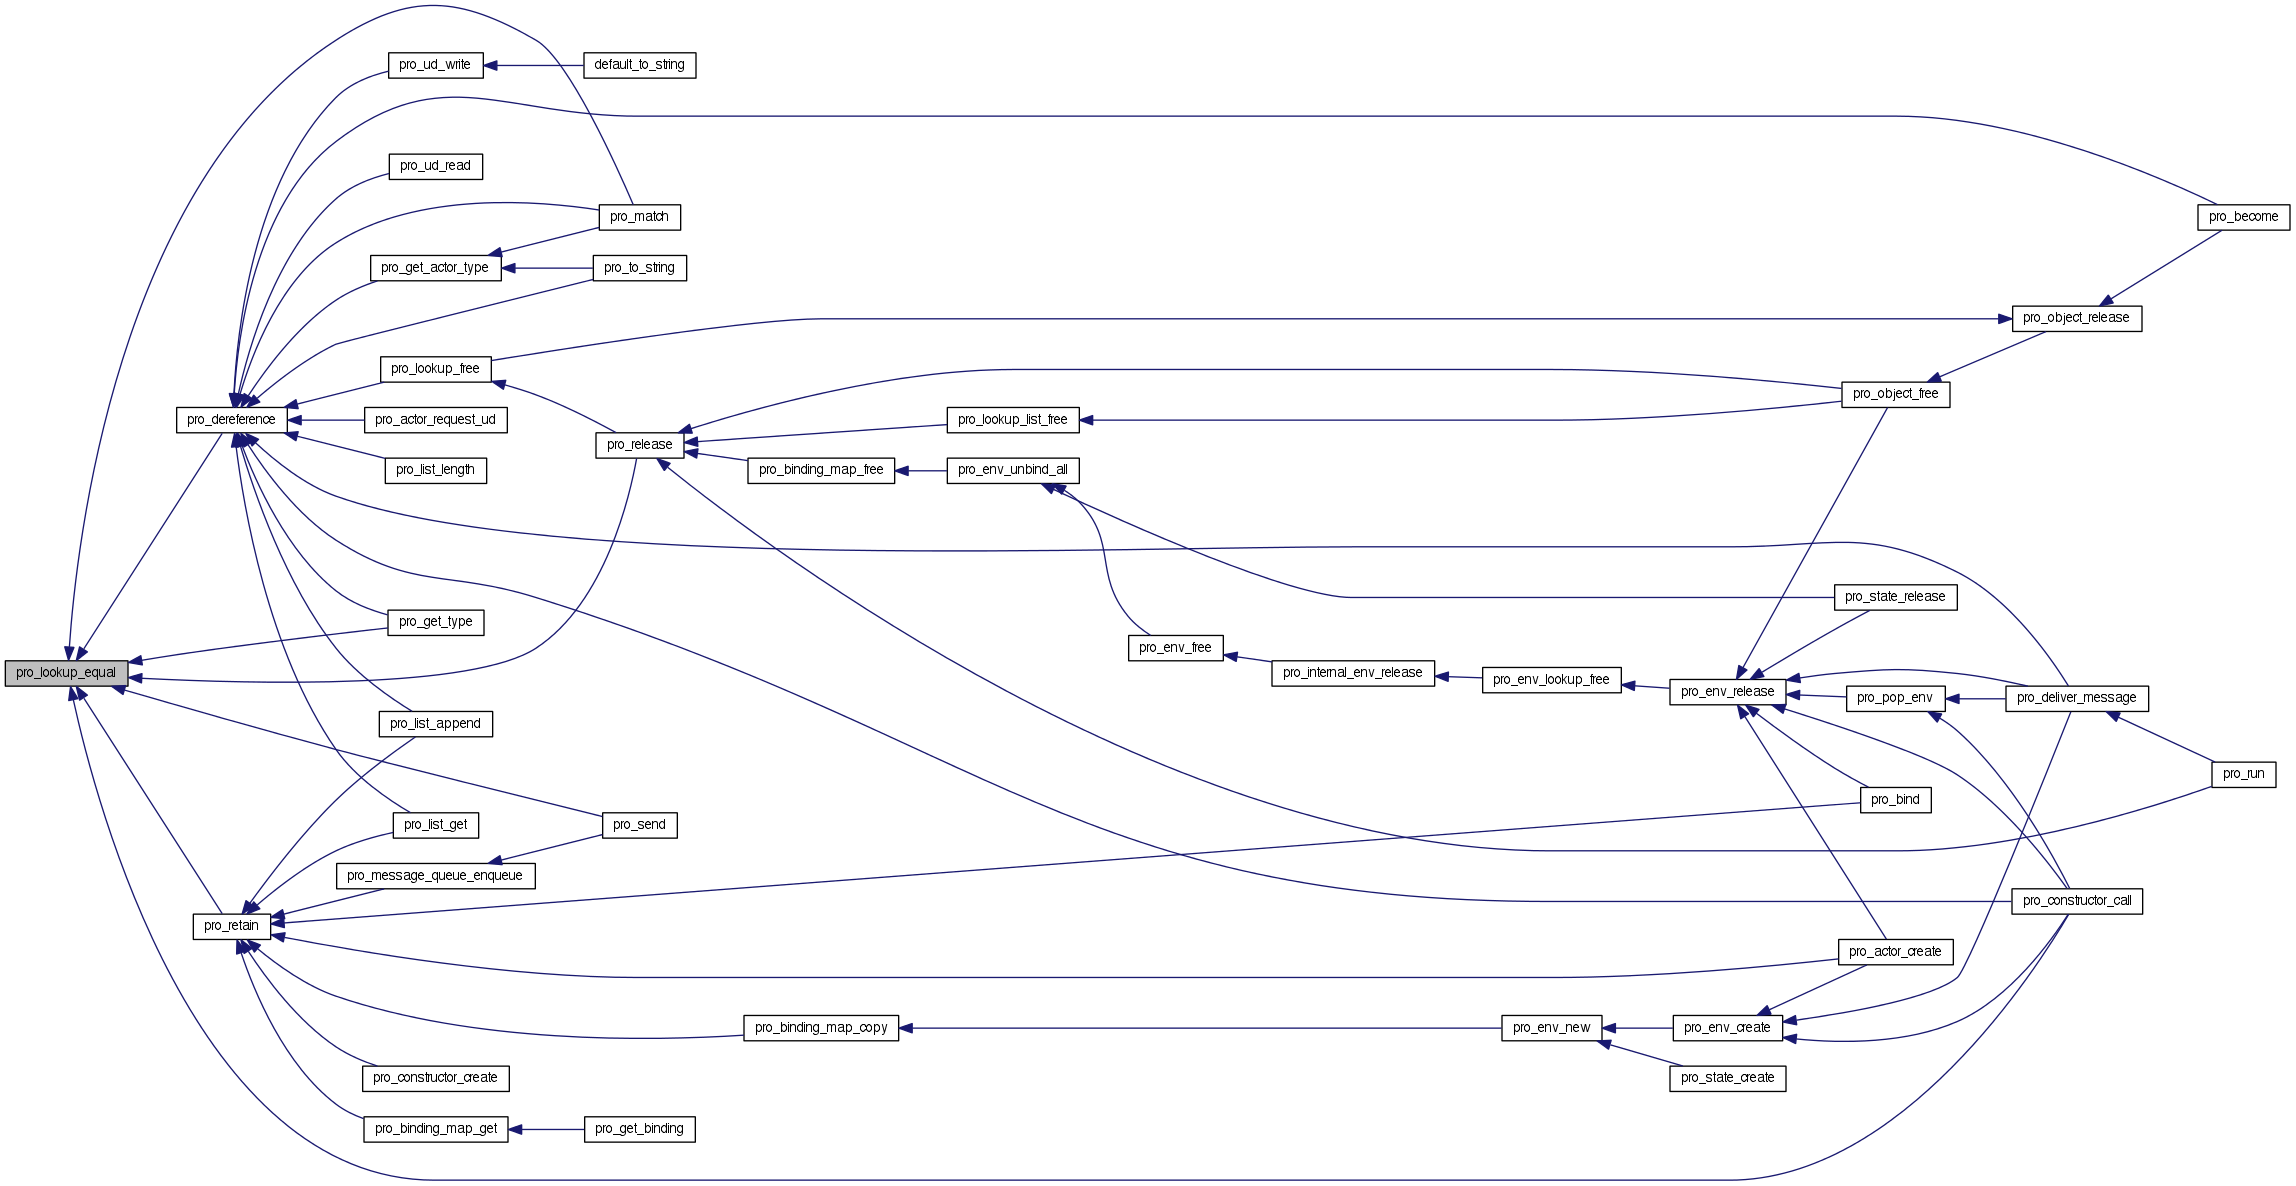 pro_ud_write
default_to_string
pro_ud_read
pro_match
pro_become
pro_get_actor_type
pro_to_string
pro_object_release
pro_lookup_free
pro_object_free
pro_dereference
pro_actor_request_ud
pro_lookup_list_free
pro_release
pro_list_length
pro_binding_map_free
pro_env_unbind_all
pro_state_release
pro_get_type
pro_env_free
pro_lookup_equal
pro_internal_env_release
pro_env_lookup_free
pro_env_release
pro_pop_env
pro_deliver_message
pro_list_append
pro_run
pro_bind
pro_list_get
pro_send
pro_message_queue_enqueue
pro_constructor_call
pro_retain
pro_actor_create
pro_binding_map_copy
pro_env_new
pro_env_create
pro_constructor_create
pro_state_create
pro_binding_map_get
pro_get_binding